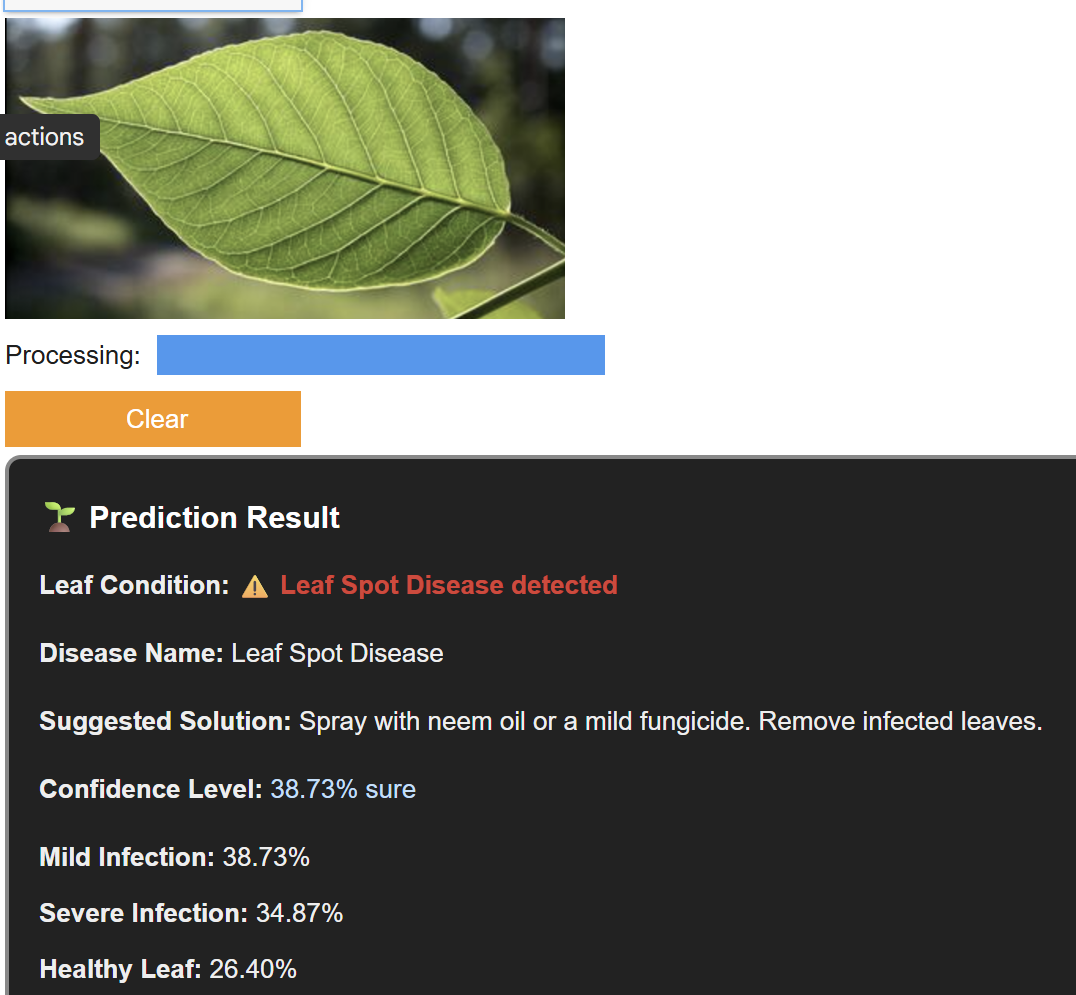 actions
Processing:
Clear
🌱 Prediction Result
Leaf Condition: ⚠️ Leaf Spot Disease detected
Disease Name: Leaf Spot Disease
Suggested Solution: Spray with neem oil or a mild fungicide. Remove infected leaves.
Confidence Level: 38.73% sure
Mild Infection: 38.73%
Severe Infection: 34.87%
Healthy Leaf: 26.40%